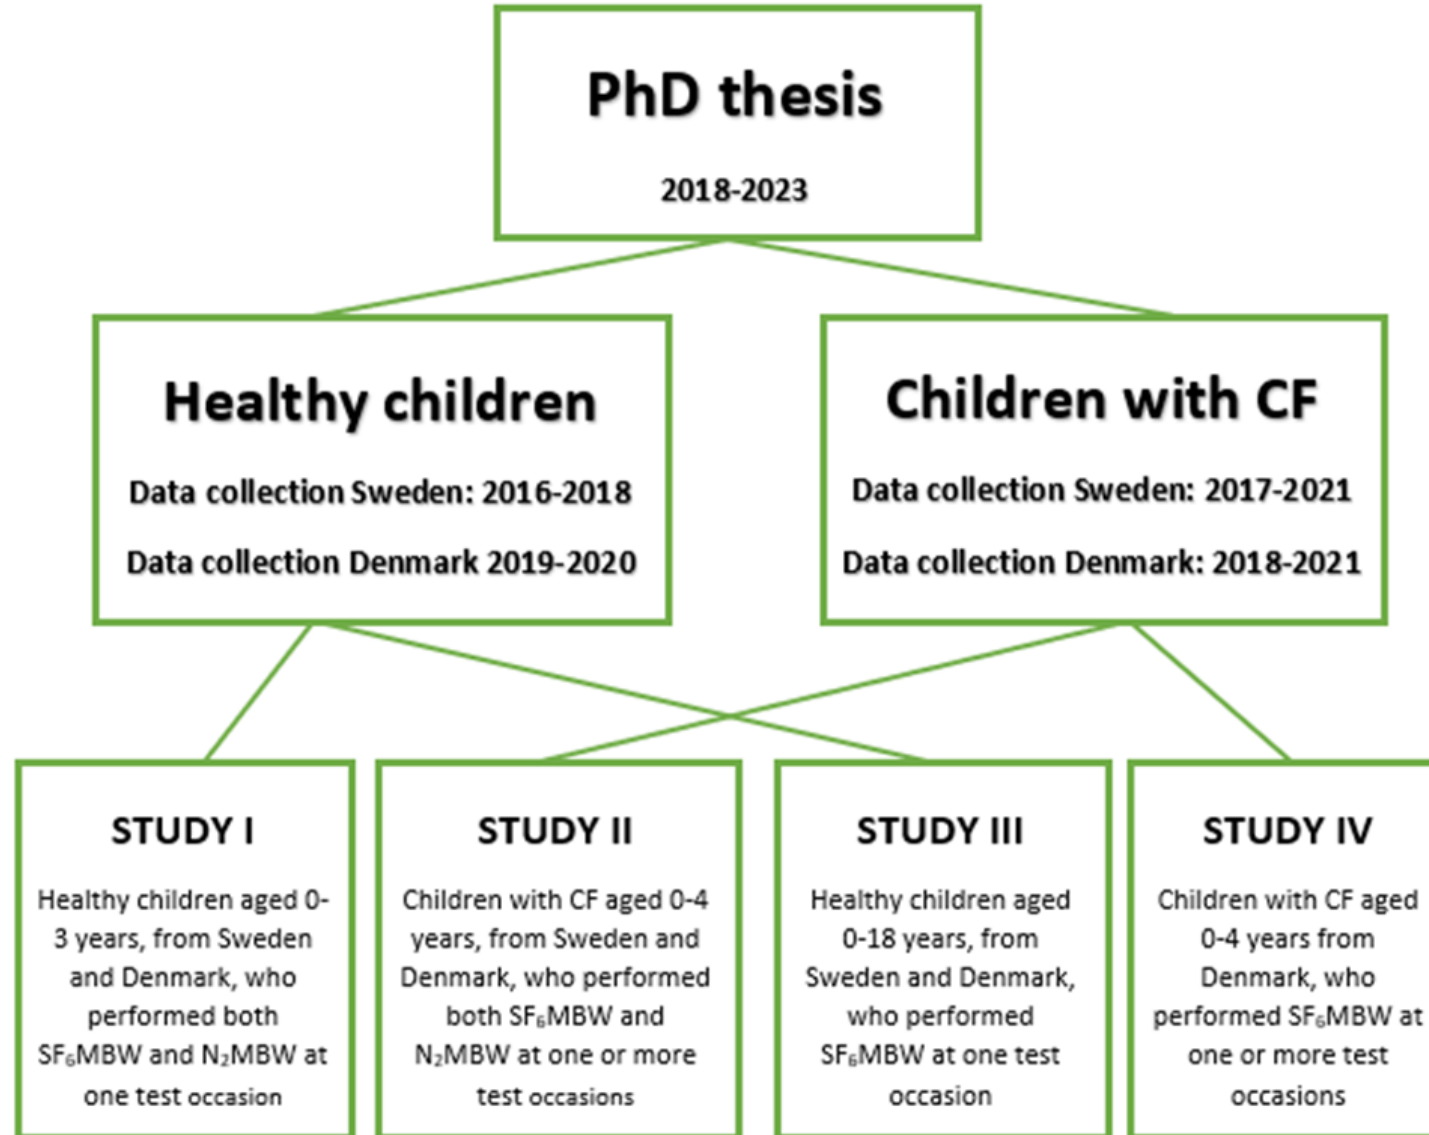 PhD thesis
2018-2023
Healthy children
Data collection Sweden: 2016-2018
Data collection Denmark 2019-2020
Children with CF
Data collection Sweden: 2017-2021
Data collection Denmark: 2018-2021
STUDY I
Healthy children aged 0-
3 years, from Sweden
and Denmark, who
performed both
SF₆MBW and N₂MBW at
one test occasion
STUDY II
Children with CF aged 0-4
years, from Sweden and
Denmark, who performed
both SF₆MBW and
N₂MBW at one or more
test occasions
STUDY III
Healthy children aged
0-18 years, from
Sweden and Denmark,
who performed
SF₆MBW at one test
occasion
STUDY IV
Children with CF aged
0-4 years from
Denmark, who
performed SF₆MBW at
one or more test
occasions